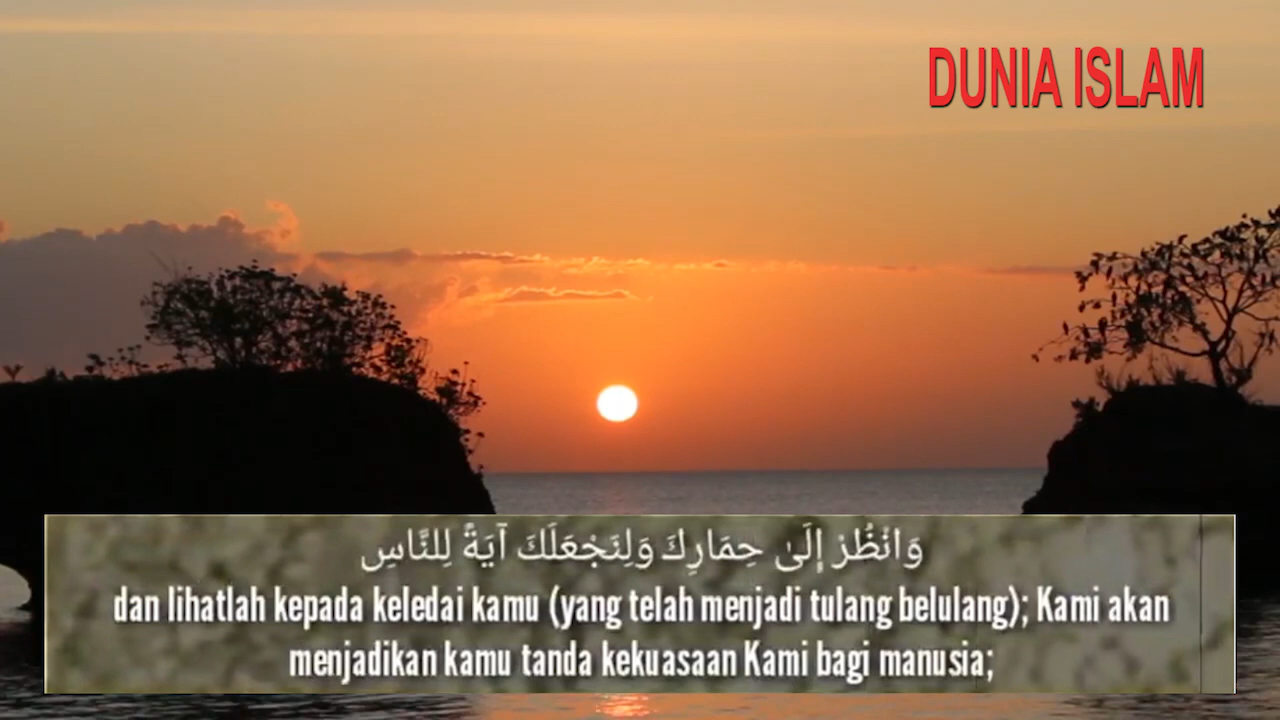 DUNIA ISLAM
وَانْظُرْ إِلَىٰ حِمَارِكَ وَلِنَجْعَلَكَ آيَةً لِلنَّاسِ
dan lihatlah kepada keledai kamu (yang telah menjadi tulang belulang); Kami akan
menjadikan kamu tanda kekuasaan Kami bagi manusia;